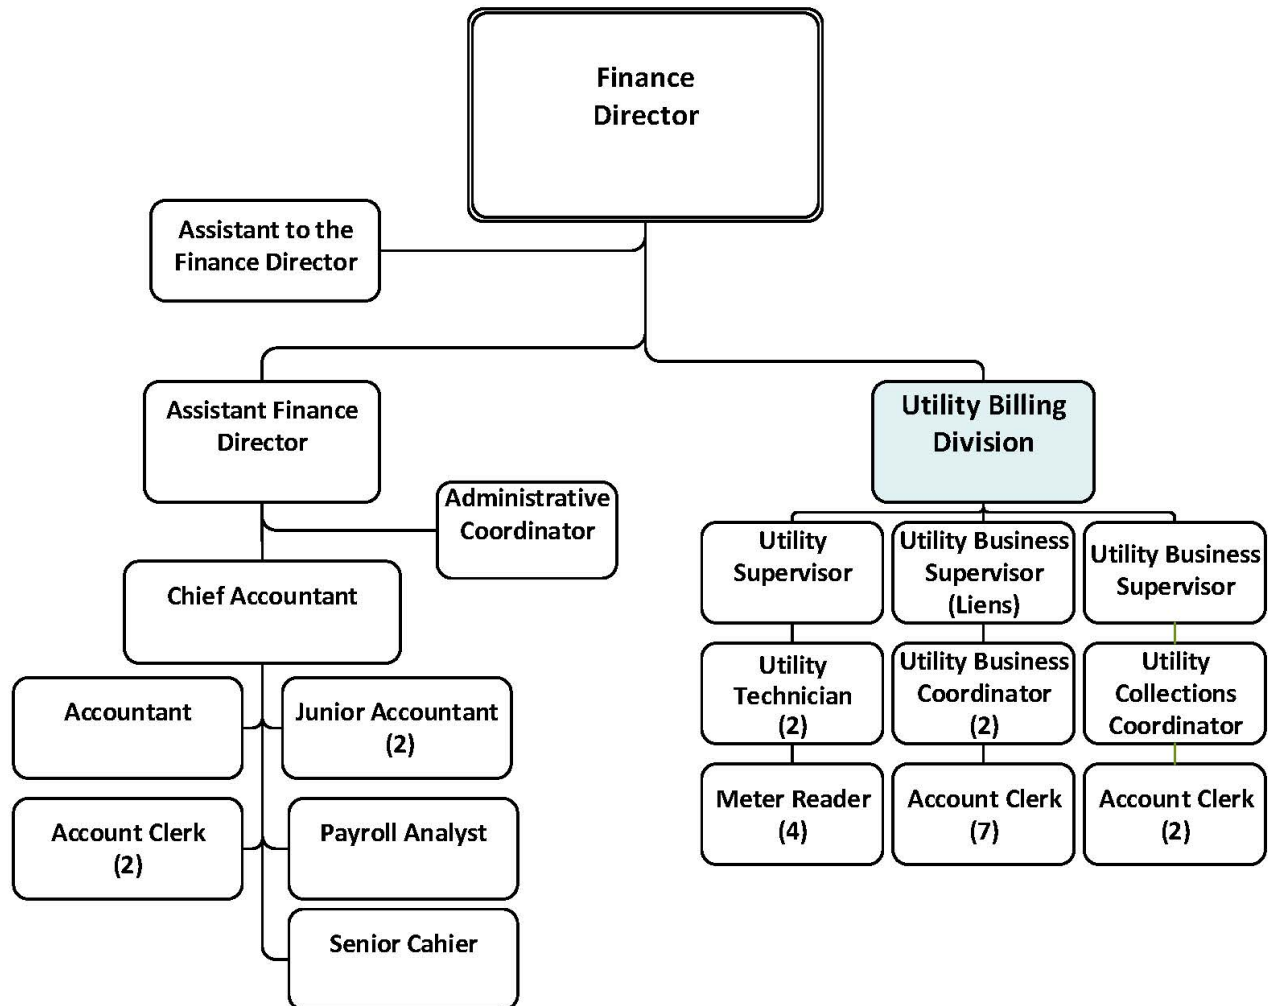 Finance
Director
Assistant to the
Finance Director
Assistant Finance
Director
Utility Billing
Division
Administrative
Coordinator
Chief Accountant
Utility
Supervisor
Utility Business
Supervisor
(Liens)
Utility Business
Supervisor
Accountant
Junior Accountant
(2)
Utility
Technician
(2)
Utility Business
Coordinator
(2)
Utility
Collections
Coordinator
Account Clerk
(2)
Payroll Analyst
Meter Reader
(4)
Account Clerk
(7)
Account Clerk
(2)
Senior Cahier